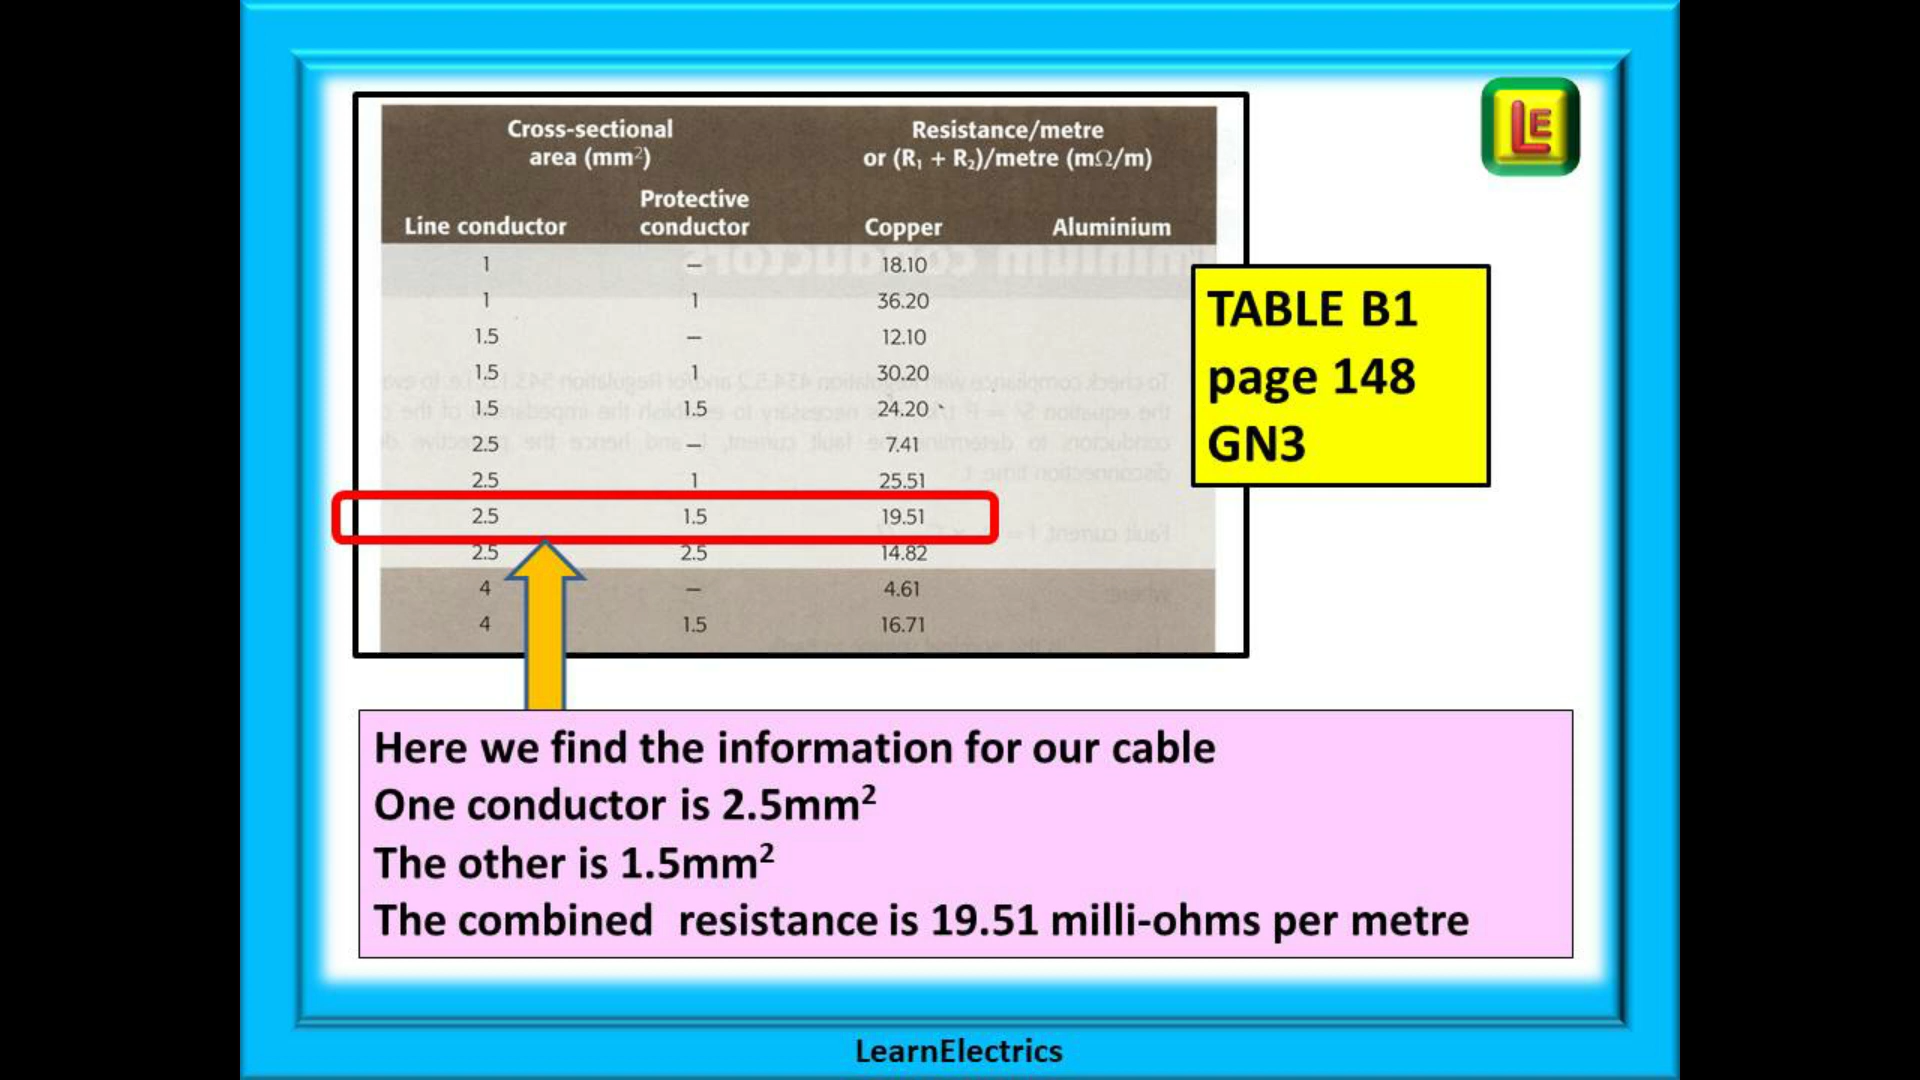 LE
Cross-sectional area (mm²)
Resistance/metre or (R₁ + R₂)/metre (mΩ/m)
Line conductor
Protective conductor
Copper
Aluminium
1 – 18.10
1 1 36.20
1.5 – 12.10
1.5 1 30.20
1.5 1.5 24.20
2.5 – 7.41
2.5 1 25.51
2.5 1.5 19.51
2.5 2.5 14.82
4 – 4.61
4 1.5 16.71
TABLE B1
page 148
GN3
Here we find the information for our cable
One conductor is 2.5mm²
The other is 1.5mm²
The combined resistance is 19.51 milli-ohms per metre
LearnElectrics